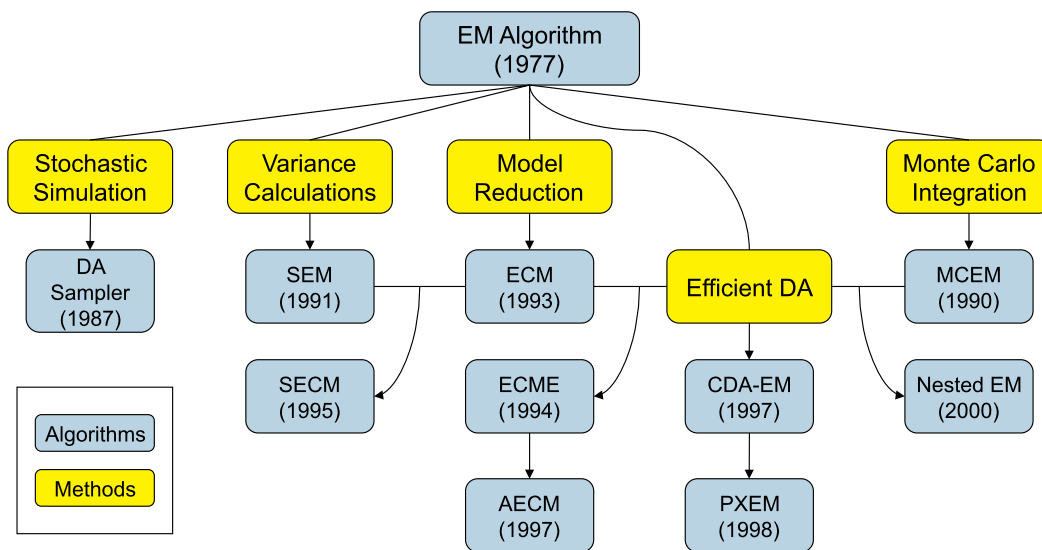 EM Algorithm
(1977)
Stochastic
Simulation
Variance
Calculations
Model
Reduction
Monte Carlo
Integration
DA
Sampler
(1987)
SEM
(1991)
ECM
(1993)
Efficient DA
MCEM
(1990)
SECM
(1995)
ECME
(1994)
CDA-EM
(1997)
Nested EM
(2000)
Algorithms
Methods
AECM
(1997)
PXEM
(1998)